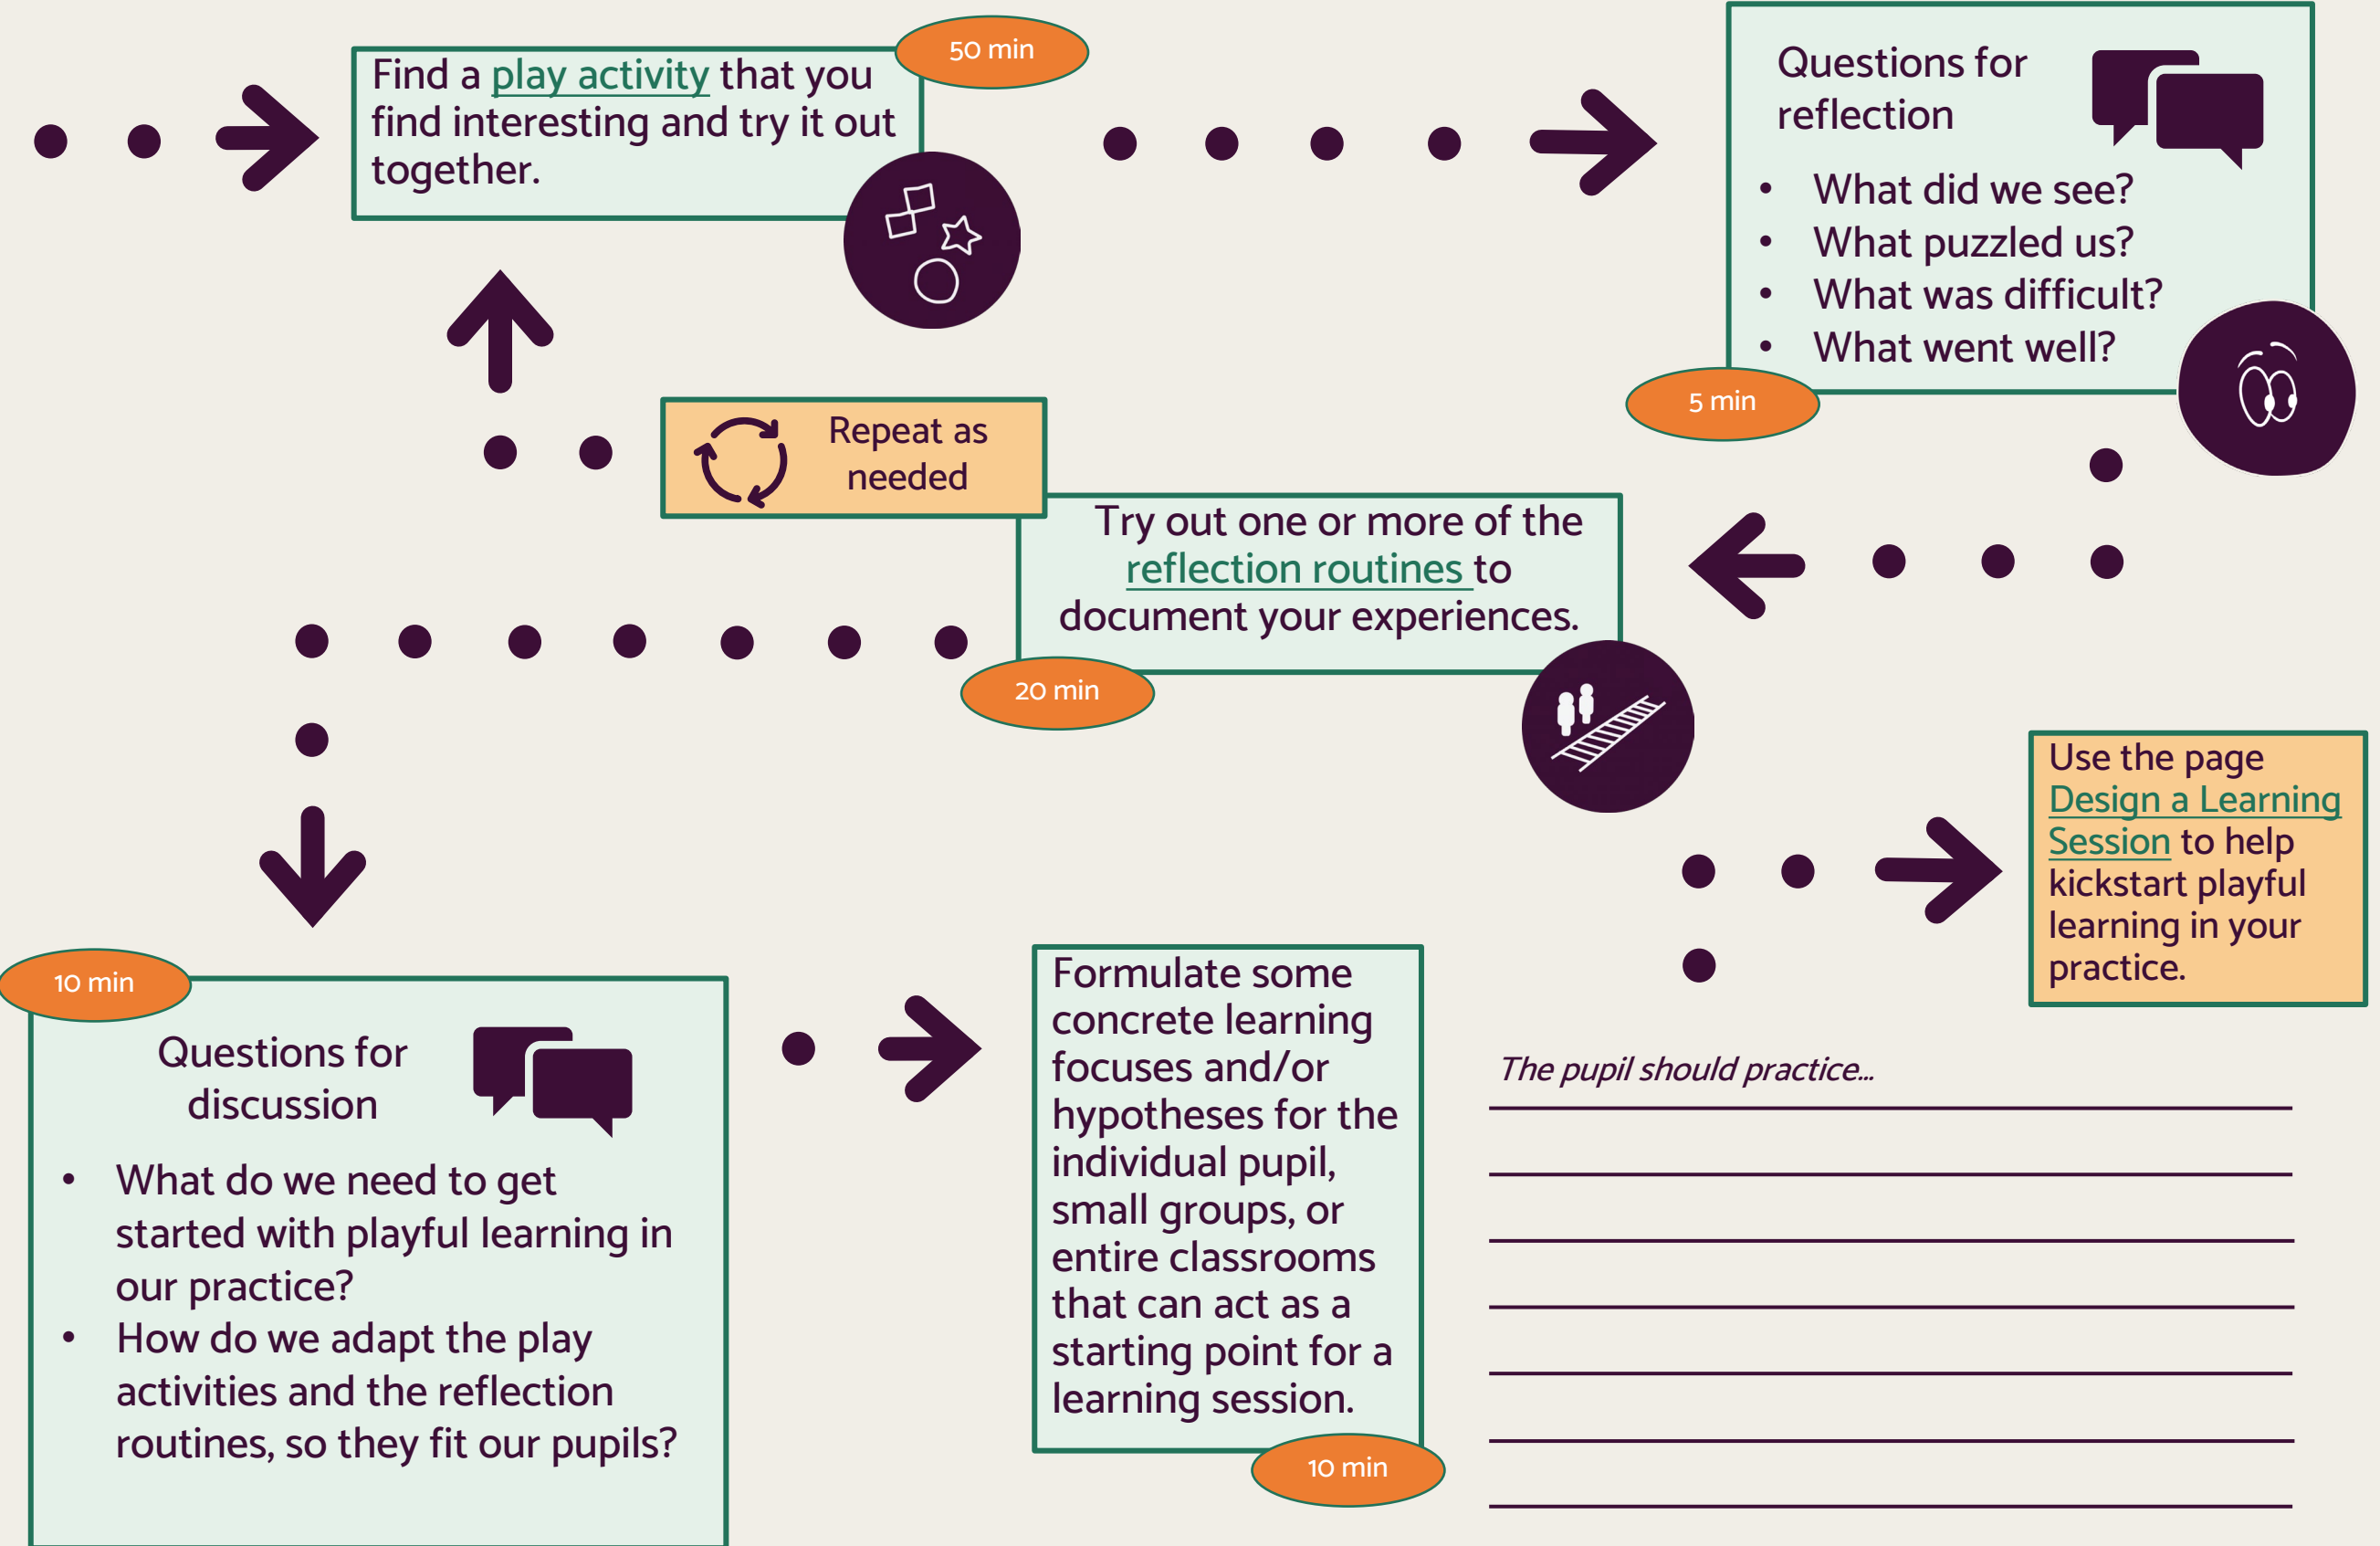 50 min
Find a play activity that you
find interesting and try it out
together.
Questions for
reflection
• What did we see?
• What puzzled us?
• What was difficult?
• What went well?
5 min
Repeat as
needed
Try out one or more of the
reflection routines to
document your experiences.
20 min
10 min
Questions for
discussion
• What do we need to get
started with playful learning in
our practice?
• How do we adapt the play
activities and the reflection
routines, so they fit our pupils?
Formulate some
concrete learning
focuses and/or
hypotheses for the
individual pupil,
small groups, or
entire classrooms
that can act as a
starting point for a
learning session.
10 min
The pupil should practice...
Use the page
Design a Learning
Session to help
kickstart playful
learning in your
practice.